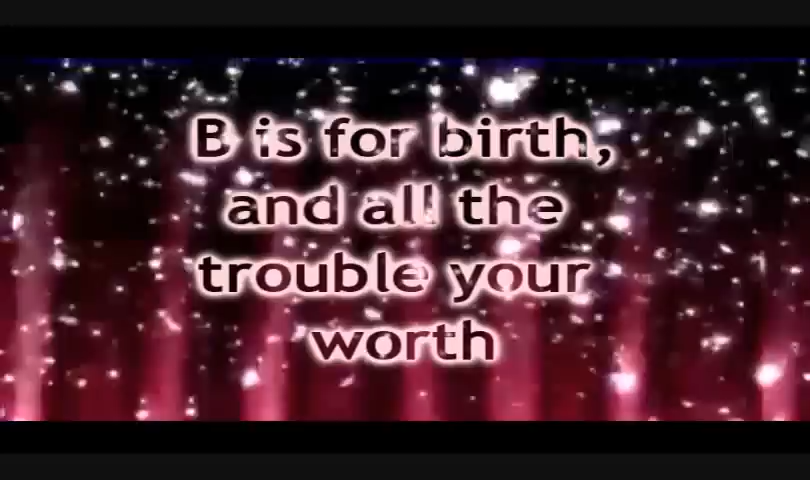 B is for birth,
and all the
trouble your
worth